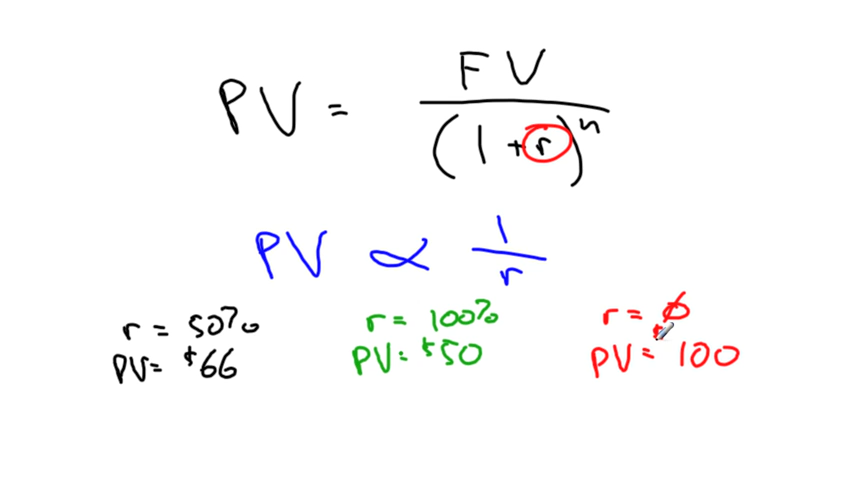 PV = FV / (1 + r)^n
PV ∝ 1 / r
r = 50%
PV = $66
r = 100%
PV = $50
r = 0
PV = $100